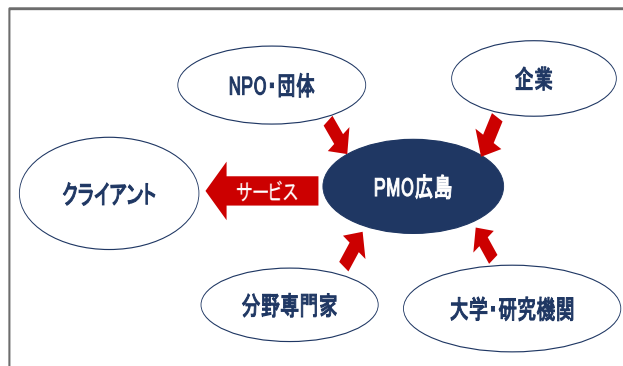 NPO・団体
企業
クライアント
サービス
PMO広島
分野専門家
大学・研究機関